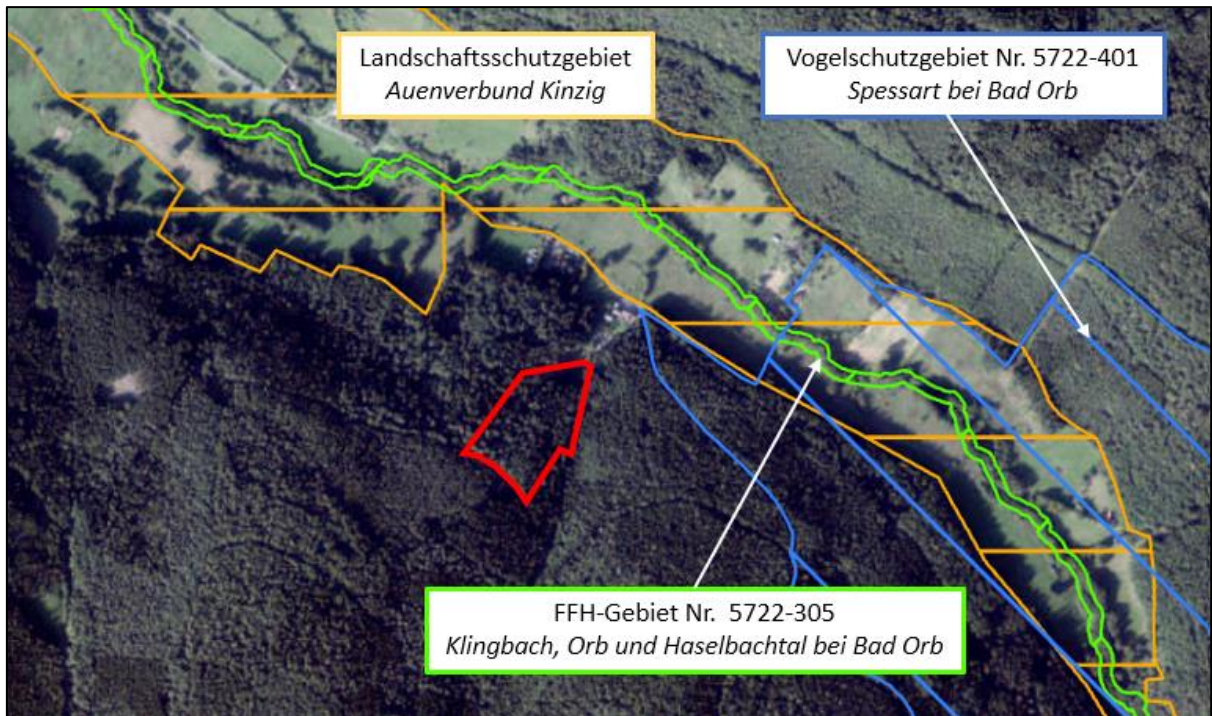 Landschaftsschutzgebiet
Auenverbund Kinzig
Vogelschutzgebiet Nr. 5722-401
Spessart bei Bad Orb
FFH-Gebiet Nr. 5722-305
Klingbach, Orb und Haselbachtal bei Bad Orb